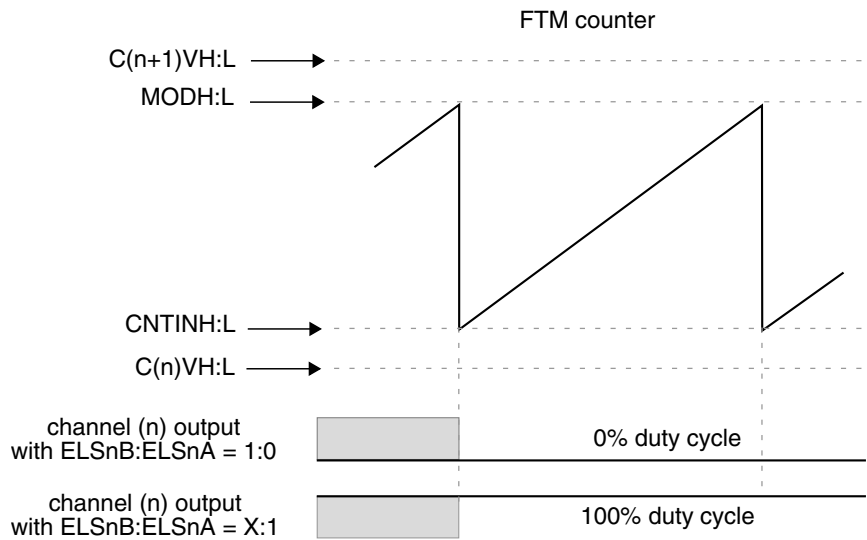 FTM counter
C(n+1)VH:L
MODH:L
CNTINH:L
C(n)VH:L
channel (n) output
with ELSnB:ELSnA = 1:0
0% duty cycle
channel (n) output
with ELSnB:ELSnA = X:1
100% duty cycle